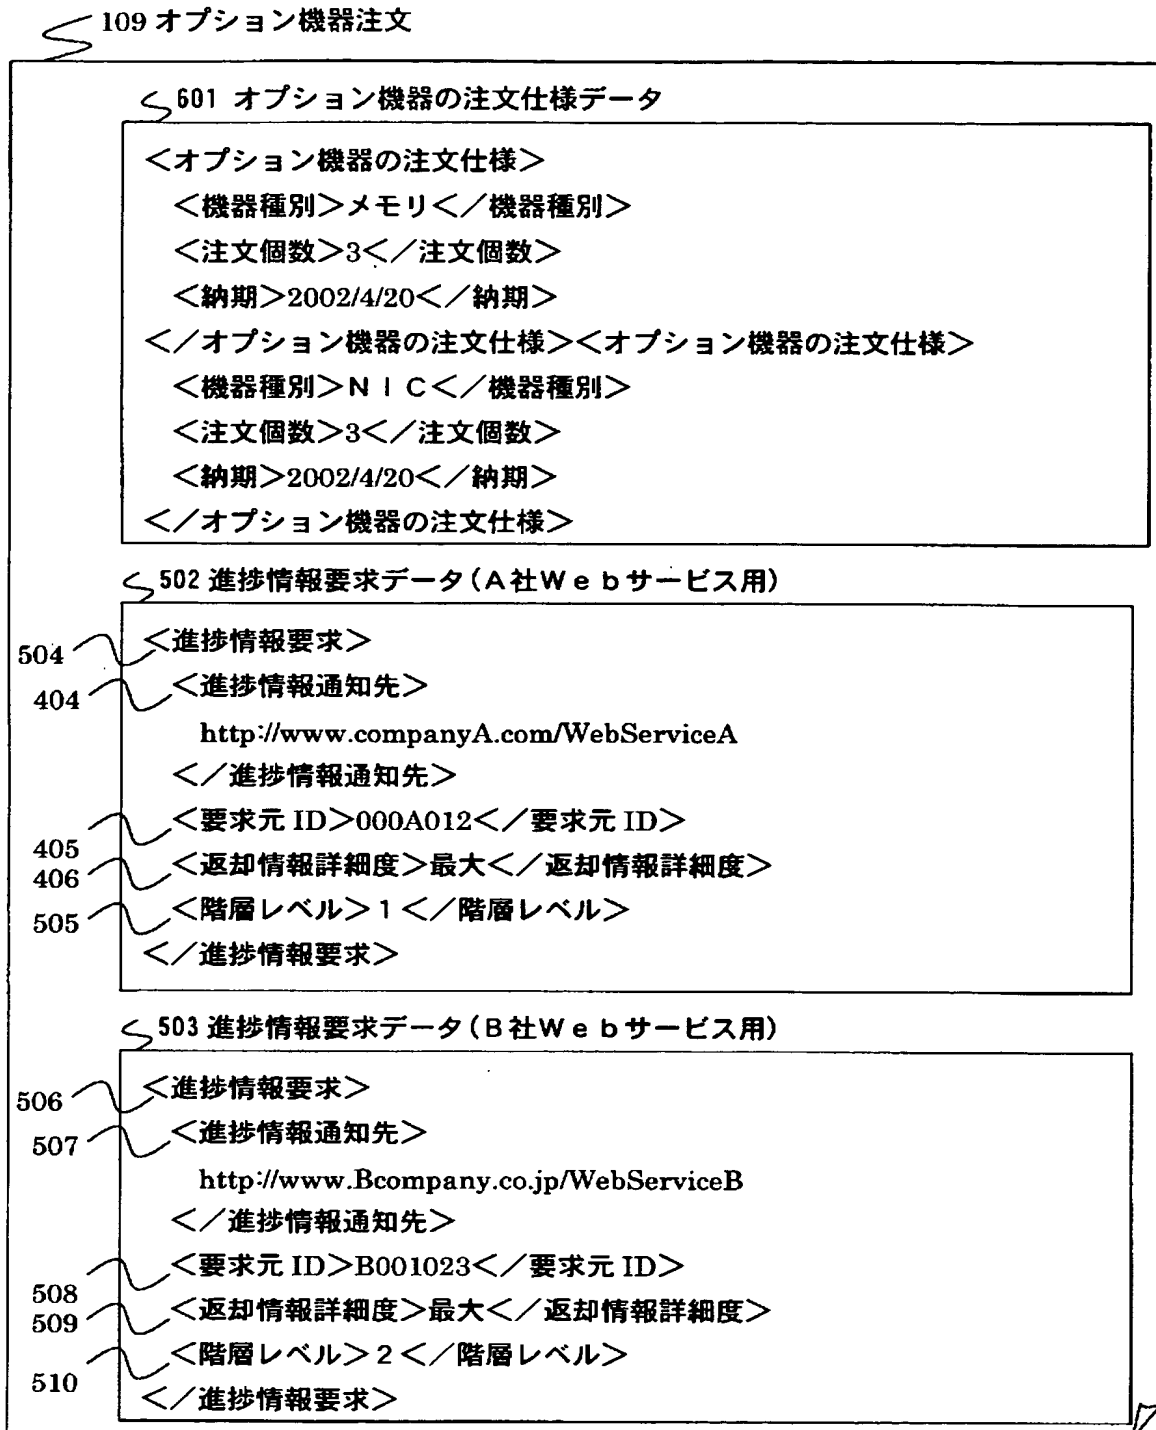 109 オプション機器注文
601 オプション機器の注文仕様データ
＜オプション機器の注文仕様＞
＜機器種別＞メモリ＜／機器種別＞
＜注文個数＞3＜／注文個数＞
＜納期＞2002/4/20＜／納期＞
＜／オプション機器の注文仕様＞＜オプション機器の注文仕様＞
＜機器種別＞ＮＩＣ＜／機器種別＞
＜注文個数＞3＜／注文個数＞
＜納期＞2002/4/20＜／納期＞
＜／オプション機器の注文仕様＞
502 進捗情報要求データ（Ａ社Ｗｅｂサービス用）
504 ＜進捗情報要求＞
404 ＜進捗情報通知先＞
http://www.companyA.com/WebServiceA
＜／進捗情報通知先＞
405 ＜要求元 ID＞000A012＜／要求元 ID＞
406 ＜返却情報詳細度＞最大＜／返却情報詳細度＞
505 ＜階層レベル＞１＜／階層レベル＞
＜／進捗情報要求＞
503 進捗情報要求データ（Ｂ社Ｗｅｂサービス用）
506 ＜進捗情報要求＞
507 ＜進捗情報通知先＞
http://www.Bcompany.co.jp/WebServiceB
＜／進捗情報通知先＞
508 ＜要求元 ID＞B001023＜／要求元 ID＞
509 ＜返却情報詳細度＞最大＜／返却情報詳細度＞
510 ＜階層レベル＞２＜／階層レベル＞
＜／進捗情報要求＞